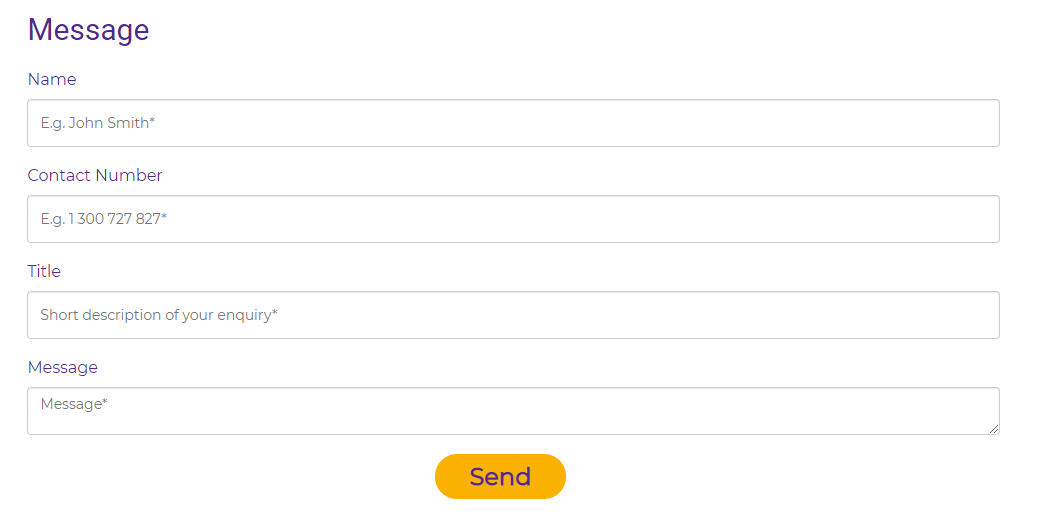 Message
Name
E.g. John Smith*
Contact Number
E.g. 1 300 727 827*
Title
Short description of your enquiry*
Message
Message*
Send